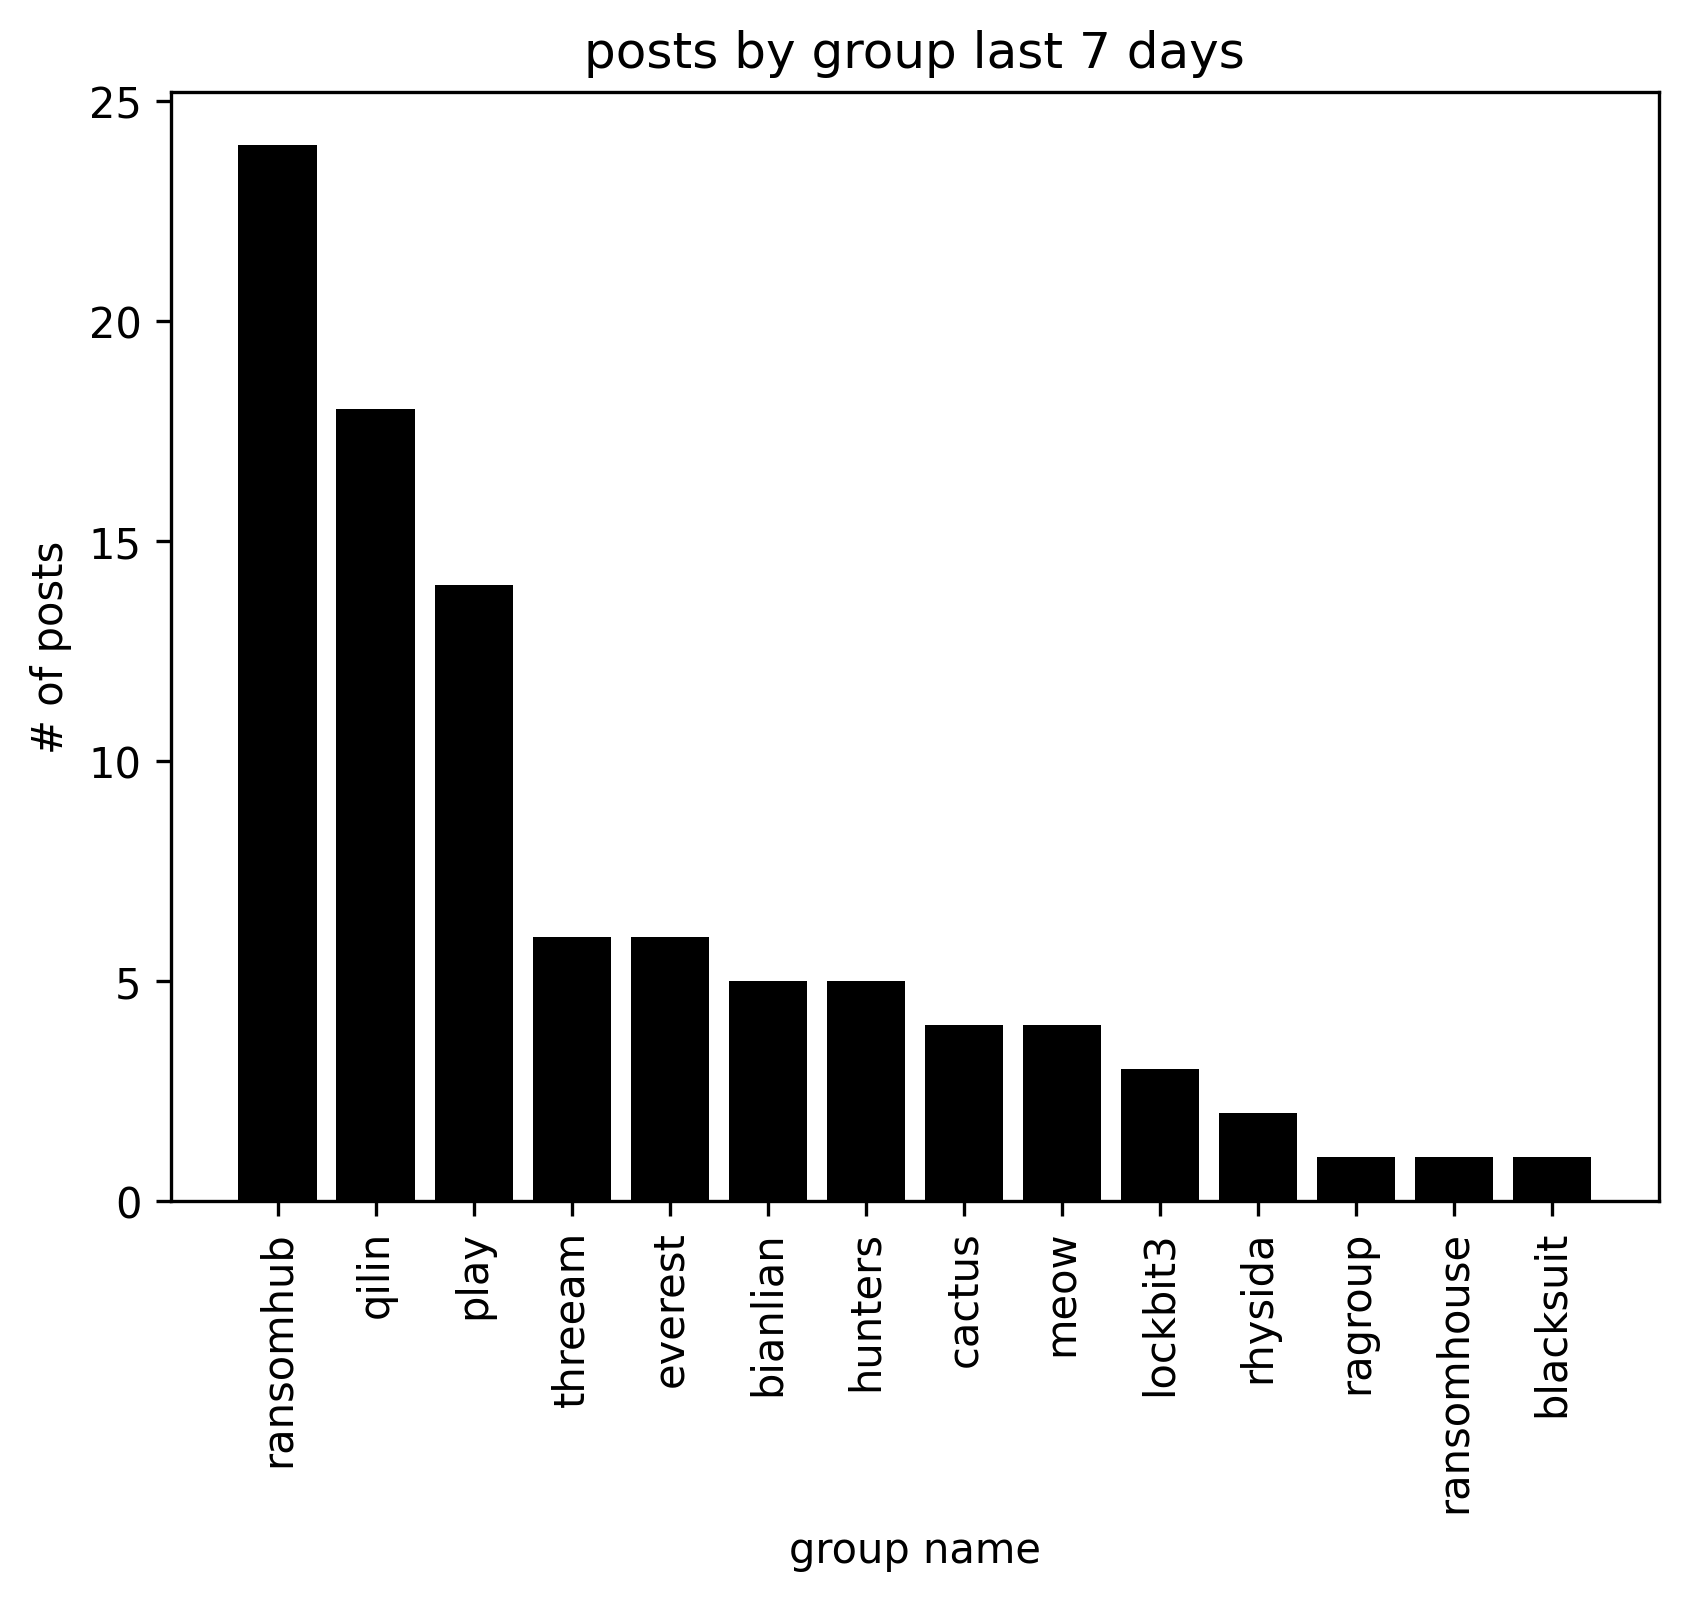 posts by group last 7 days
# of posts
25
20
15
10
5
0
ransomhub
qilin
play
threeam
everest
bianlian
hunters
cactus
meow
lockbit3
rhysida
ragroup
ransomhouse
blacksuit
group name